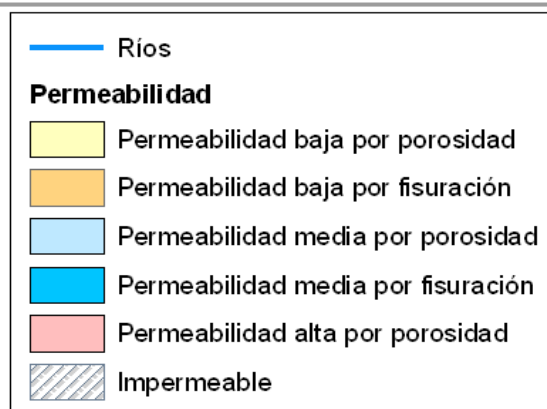 Ríos
Permeabilidad
Permeabilidad baja por porosidad
Permeabilidad baja por fisuración
Permeabilidad media por porosidad
Permeabilidad media por fisuración
Permeabilidad alta por porosidad
Impermeable